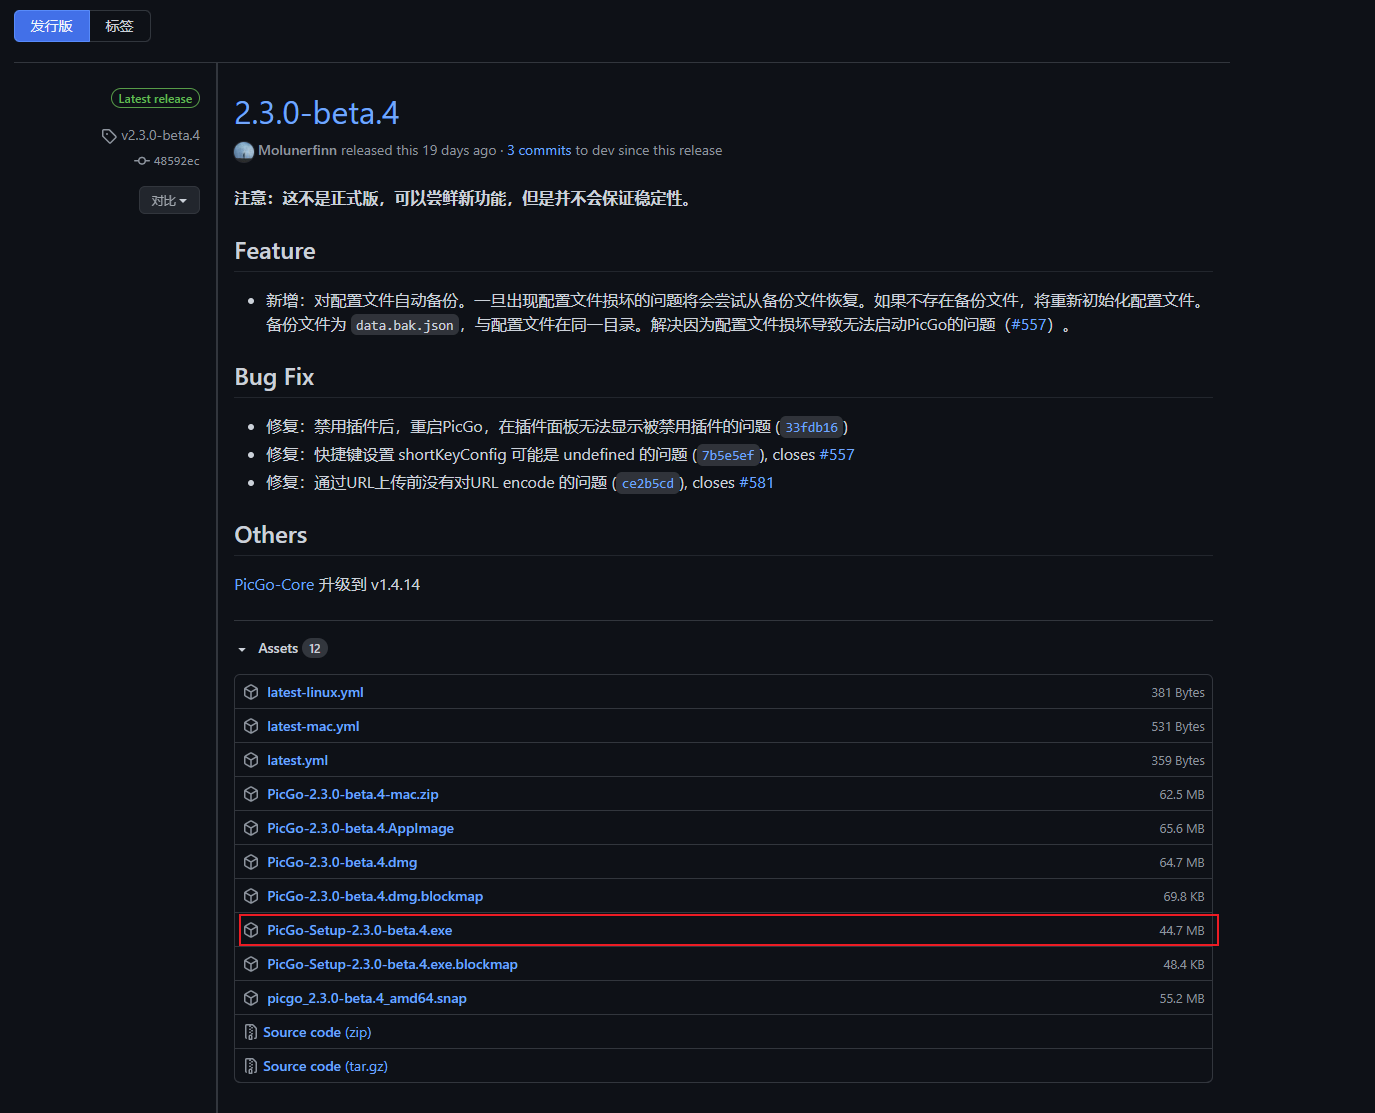 发行版 标签
Latest release
v2.3.0-beta.4
48592ec
对比
2.3.0-beta.4
Molunerfinn released this 19 days ago · 3 commits to dev since this release
注意：这不是正式版，可以尝鲜新功能，但是并不会保证稳定性。
Feature
新增：对配置文件自动备份。一旦出现配置文件损坏的问题将会尝试从备份文件恢复。如果不存在备份文件，将重新初始化配置文件。
备份文件为 data.bak.json，与配置文件在同一目录。解决因为配置文件损坏导致无法启动PicGo的问题（#557）。
Bug Fix
修复：禁用插件后，重启PicGo，在插件面板无法显示被禁用插件的问题 (33fdb16)
修复：快捷键设置 shortKeyConfig 可能是 undefined 的问题 (7b5e5ef), closes #557
修复：通过URL上传前没有对URL encode 的问题 (ce2b5cd), closes #581
Others
PicGo-Core 升级到 v1.4.14
Assets 12
latest-linux.yml 381 Bytes
latest-mac.yml 531 Bytes
latest.yml 359 Bytes
PicGo-2.3.0-beta.4-mac.zip 62.5 MB
PicGo-2.3.0-beta.4.AppImage 65.6 MB
PicGo-2.3.0-beta.4.dmg 64.7 MB
PicGo-2.3.0-beta.4.dmg.blockmap 69.8 KB
PicGo-Setup-2.3.0-beta.4.exe 44.7 MB
PicGo-Setup-2.3.0-beta.4.exe.blockmap 48.4 KB
picgo_2.3.0-beta.4_amd64.snap 55.2 MB
Source code (zip)
Source code (tar.gz)